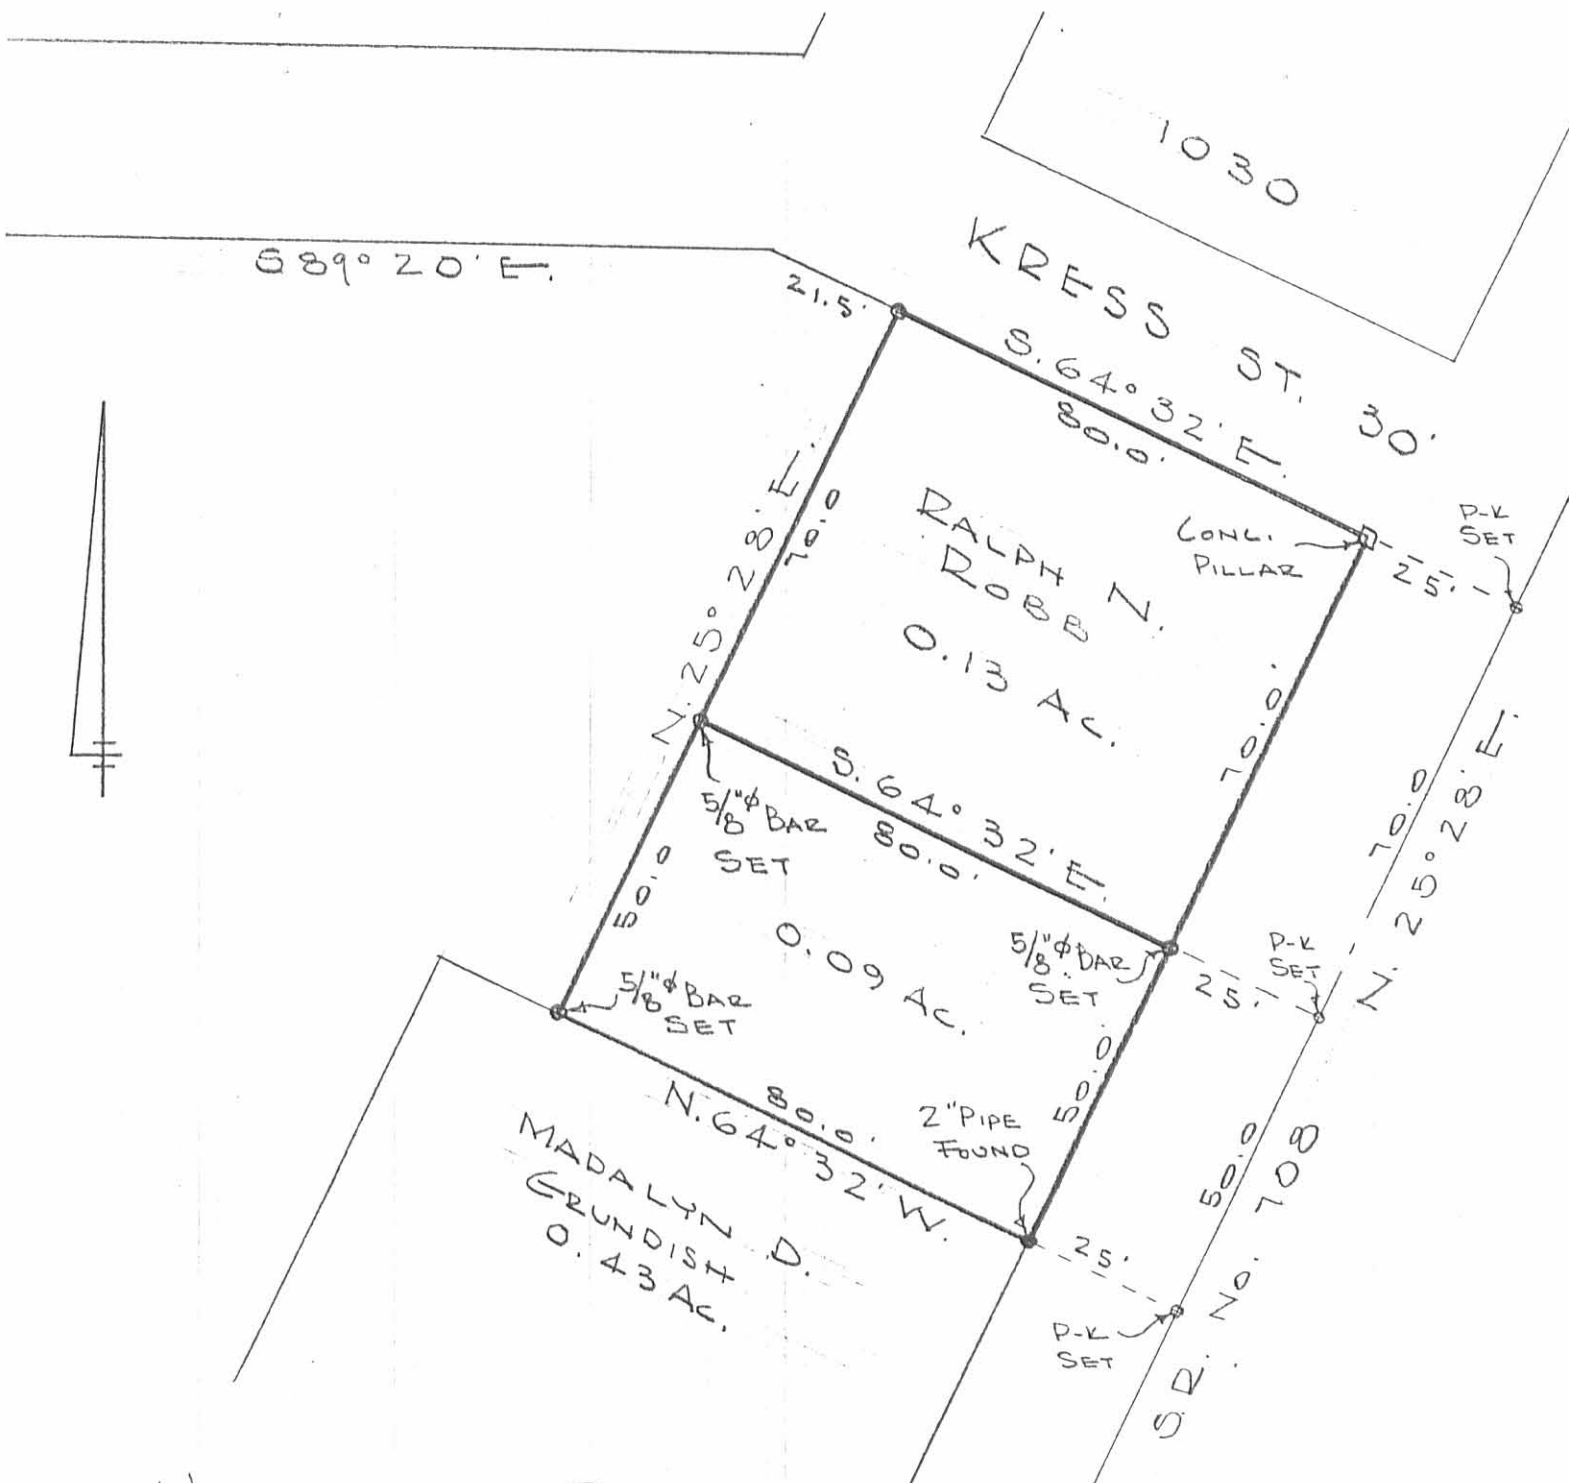 1030
KRESS ST. 30'
S 89° 20' E.
21.5'
S. 64° 32' E.
80.0'
N. 25° 28' E.
70.0
RALPH N.
ROBB
0.13 Ac.
CONC.
PILLAR
25'
P-K
SET
70.0'
70.0
N. 25° 28' E.
S. 64° 32' E.
80.0'
5/8"ϕ BAR
SET
50.0
0.09 Ac.
5/8"ϕ BAR
SET
25'
P-K
SET
5/8"ϕ BAR
SET
50.0'
50.0
80.0'
N. 64° 32' W.
2" PIPE
FOUND
25'
P-K
SET
S.R. No. 708
MADALYN D.
GRUNDISH
0.43 Ac.